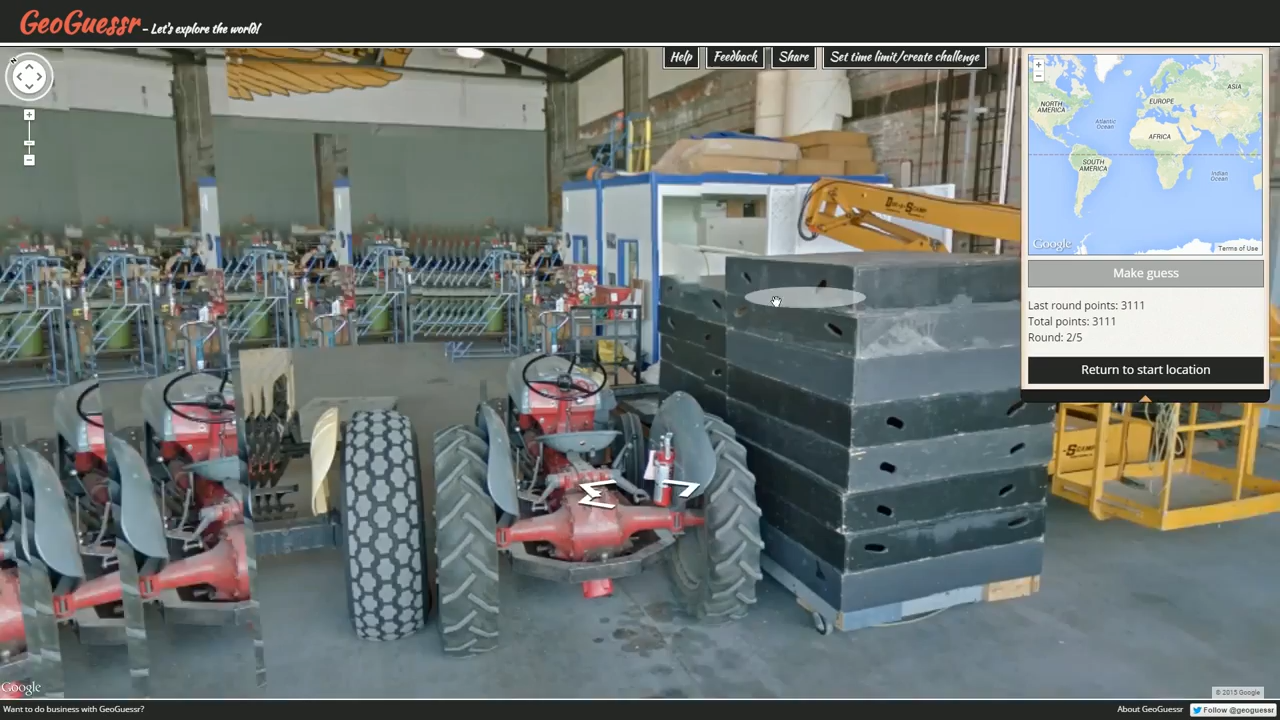 GeoGuessr - Let's explore the world!
Help
Feedback
Share
Set time limit/create challenge
+
−
+
−
NORTH AMERICA
EUROPE
ASIA
Atlantic Ocean
AFRICA
SOUTH AMERICA
Indian Ocean
Google
Terms of Use
Make guess
Last round points: 3111
Total points: 3111
Round: 2/5
Return to start location
Google
© 2015 Google
Want to do business with GeoGuessr?
About GeoGuessr
Follow @geoguessr